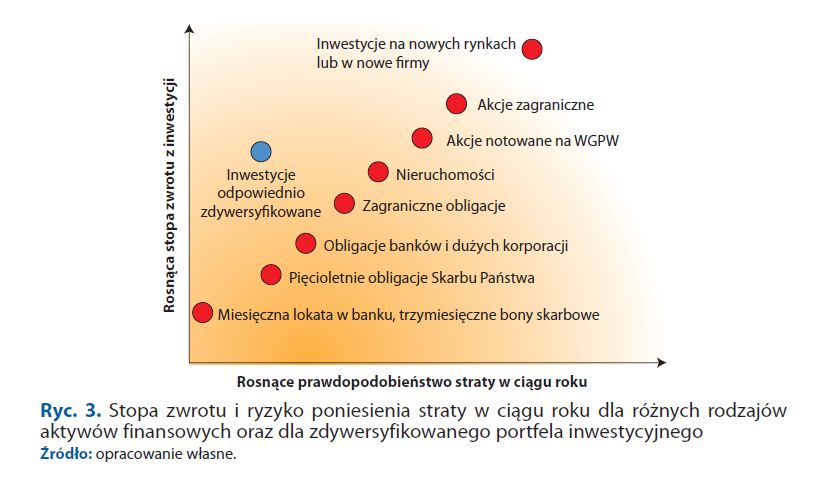 Rosnąca stopa zwrotu z inwestycji
Inwestycje na nowych rynkach
lub w nowe firmy
Akcje zagraniczne
Akcje notowane na WGPW
Inwestycje
odpowiednio
zdywersyfikowane
Nieruchomości
Zagraniczne obligacje
Obligacje banków i dużych korporacji
Pięcioletnie obligacje Skarbu Państwa
Miesięczna lokata w banku, trzymiesięczne bony skarbowe
Rosnące prawdopodobieństwo straty w ciągu roku
Ryc. 3. Stopa zwrotu i ryzyko poniesienia straty w ciągu roku dla różnych rodzajów
aktywów finansowych oraz dla zdywersyfikowanego portfela inwestycyjnego
Źródło: opracowanie własne.